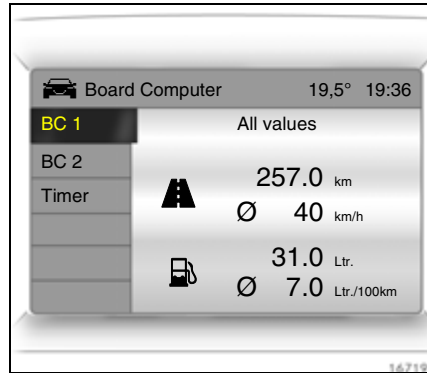 Board Computer 19,5° 19:36
BC 1
All values
BC 2
Timer
257.0 km
Ø 40 km/h
31.0 Ltr.
Ø 7.0 Ltr./100km
16719